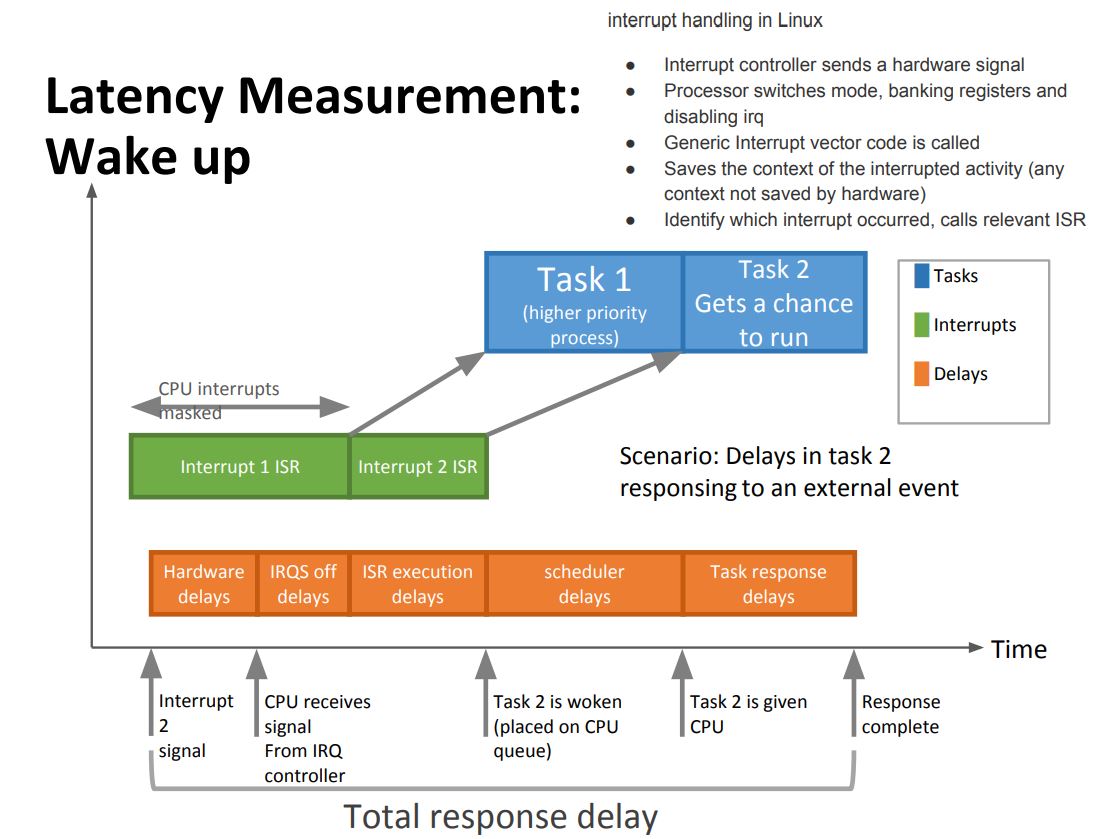 interrupt handling in Linux
● Interrupt controller sends a hardware signal
● Processor switches mode, banking registers and
disabling irq
● Generic Interrupt vector code is called
● Saves the context of the interrupted activity (any
context not saved by hardware)
● Identify which interrupt occurred, calls relevant ISR
Latency Measurement:
Wake up
Task 1
(higher priority
process)
Task 2
Gets a chance
to run
Tasks
Interrupts
Delays
CPU interrupts
masked
Interrupt 1 ISR
Interrupt 2 ISR
Scenario: Delays in task 2
responsing to an external event
Hardware
delays
IRQS off
delays
ISR execution
delays
scheduler
delays
Task response
delays
Time
Interrupt
2
signal
CPU receives
signal
From IRQ
controller
Task 2 is woken
(placed on CPU
queue)
Task 2 is given
CPU
Response
complete
Total response delay